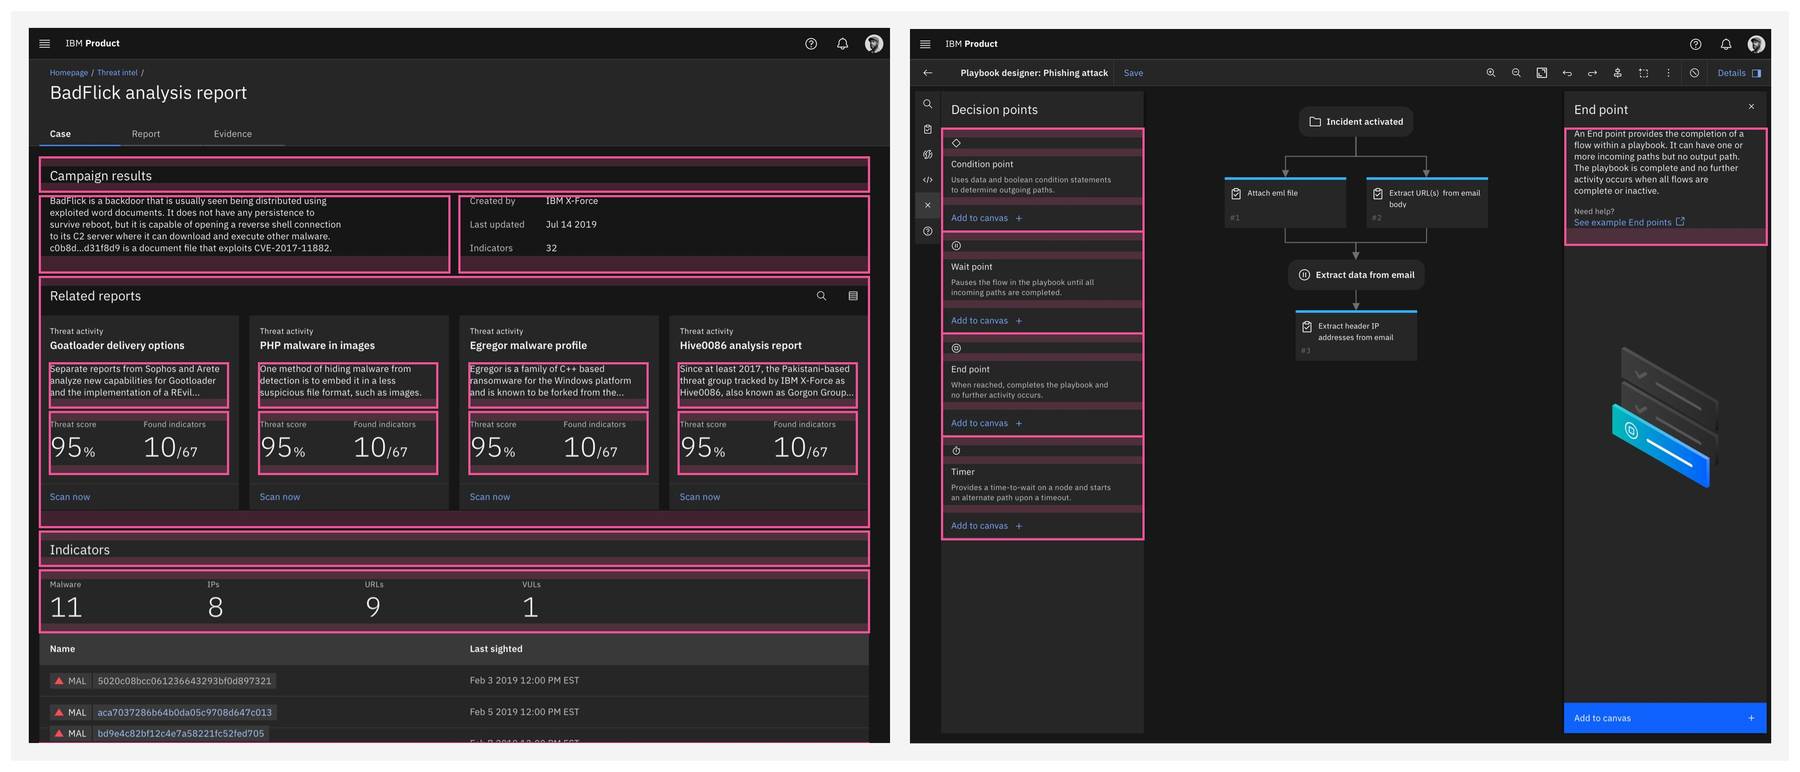 IBM Product
Homepage / Threat intel /
BadFlick analysis report
Case Report Evidence
Campaign results
BadFlick is a backdoor that is usually seen being distributed using
exploited word documents. It does not have any persistence to
survive reboot, but it is capable of opening a reverse shell connection
to its C2 server where it can download and execute other malware.
c0b8d...d31f8d9 is a document file that exploits CVE-2017-11882.
Created by IBM X-Force
Last updated Jul 14 2019
Indicators 32
Related reports
Threat activity
Goatloader delivery options
Separate reports from Sophos and Arete
analyze new capabilities for Gootloader
and the implementation of a REvil...
Threat score Found indicators
95% 10/67
Scan now
Threat activity
PHP malware in images
One method of hiding malware from
detection is to embed it in a less
suspicious file format, such as images.
Threat score Found indicators
95% 10/67
Scan now
Threat activity
Egregor malware profile
Egregor is a family of C++ based
ransomware for the Windows platform
and is known to be forked from the...
Threat score Found indicators
95% 10/67
Scan now
Threat activity
Hive0086 analysis report
Since at least 2017, the Pakistani-based
threat group tracked by IBM X-Force as
Hive0086, also known as Gorgon Group...
Threat score Found indicators
95% 10/67
Scan now
Indicators
Malware IPs URLs VULs
11 8 9 1
Name Last sighted
MAL 5020c08bcc061236643293bf0d897321 Feb 3 2019 12:00 PM EST
MAL aca7037286b64b0da05c9708d647c013 Feb 5 2019 12:00 PM EST
MAL bd9e4c82bf12c4e7a58221fc52fed705
IBM Product
Playbook designer: Phishing attack Save Details
Decision points
Condition point
Uses data and boolean condition statements
to determine outgoing paths.
Add to canvas +
Wait point
Pauses the flow in the playbook until all
incoming paths are completed.
Add to canvas +
End point
When reached, completes the playbook and
no further activity occurs.
Add to canvas +
Timer
Provides a time-to-wait on a node and starts
an alternate path upon a timeout.
Add to canvas +
Incident activated
Attach eml file
#1
Extract URL(s) from email
body
#2
Extract data from email
Extract header IP
addresses from email
#3
End point
An End point provides the completion of a
flow within a playbook. It can have one or
more incoming paths but no output path.
The playbook is complete and no further
activity occurs when all flows are
complete or inactive.
Need help?
See example End points
Add to canvas +